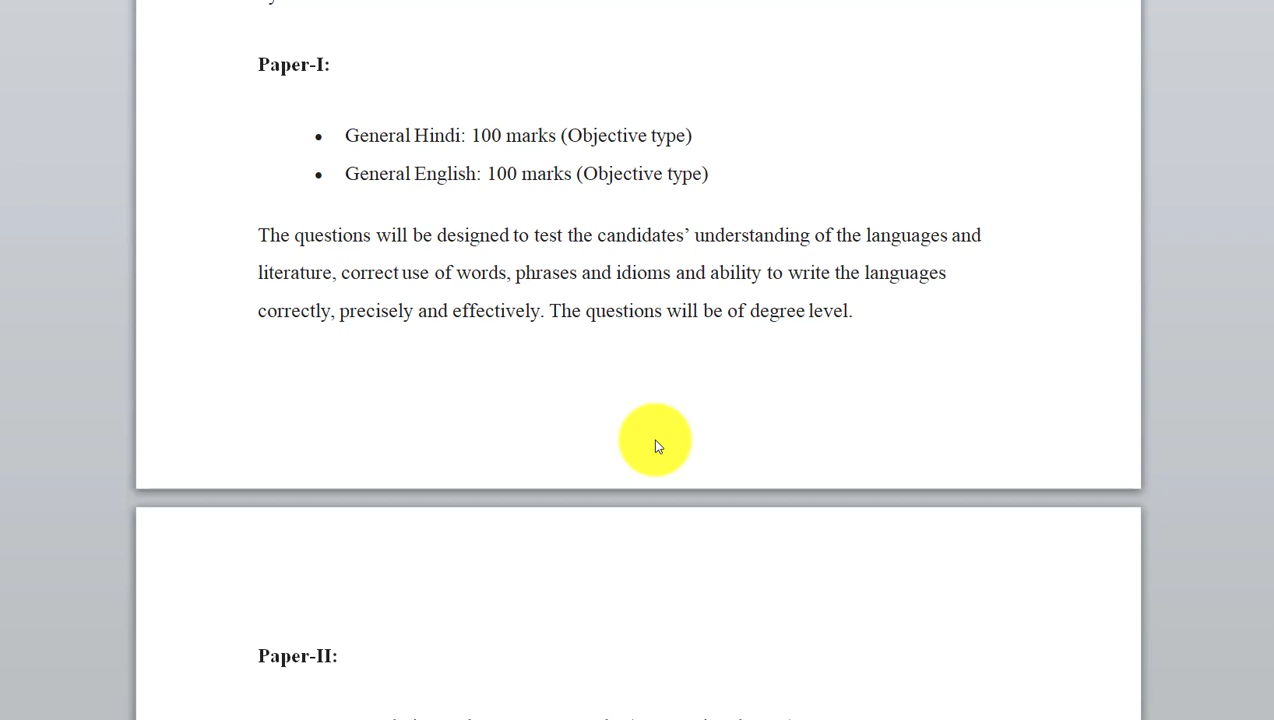 Paper-I:
• General Hindi: 100 marks (Objective type)
• General English: 100 marks (Objective type)
The questions will be designed to test the candidates’ understanding of the languages and
literature, correct use of words, phrases and idioms and ability to write the languages
correctly, precisely and effectively. The questions will be of degree level.
Paper-II: